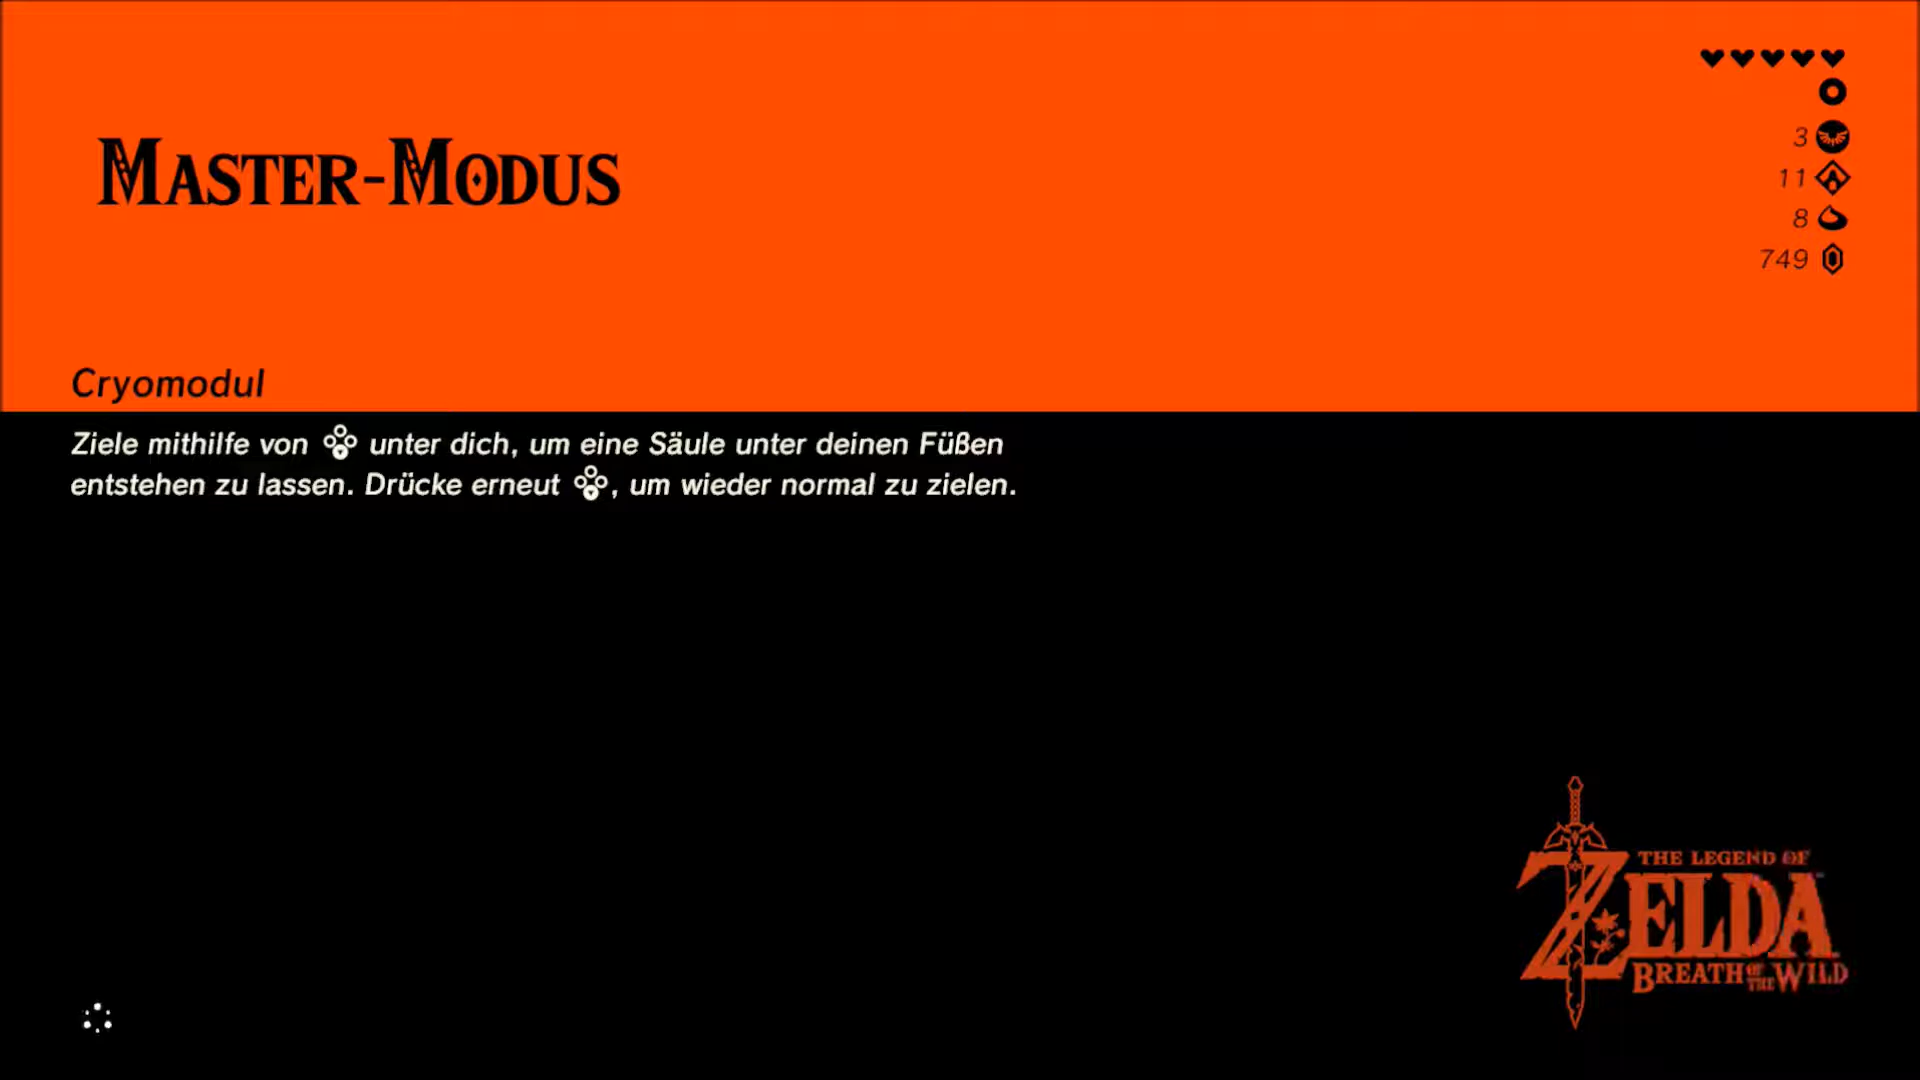 Master-Modus
3
11
8
749
Cryomodul
Ziele mithilfe von unter dich, um eine Säule unter deinen Füßen
entstehen zu lassen. Drücke erneut , um wieder normal zu zielen.
THE LEGEND OF
ZELDA
BREATH OF THE WILD